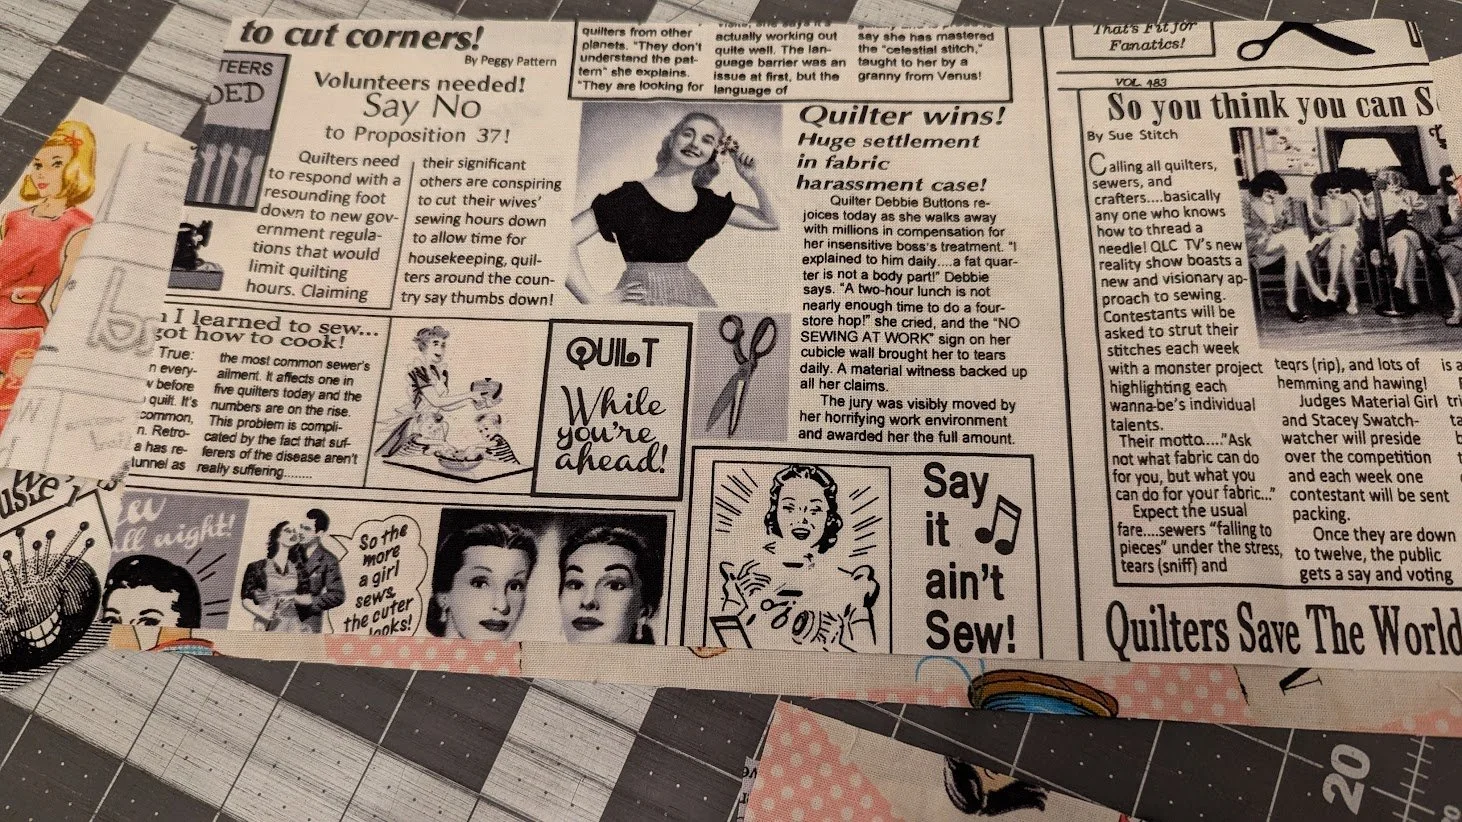 to cut corners!
By Peggy Pattern
TEERS
DED
Volunteers needed!
Say No
to Proposition 37!
Quilters need
to respond with a
resounding foot
down to new gov-
ernment regula-
tions that would
limit quilting
hours. Claiming
their significant
others are conspiring
to cut their wives'
sewing hours down
to allow time for
housekeeping, quil-
ters around the coun-
try say thumbs down!
quilters from other
planets. "They don't
understand the pat-
tern" she explains.
"They are looking for
actually working out
quite well. The lan-
guage barrier was an
issue at first, but the
language of
say she has mastered
the "celestial stitch,"
taught to her by a
granny from Venus!
Quilter wins!
Huge settlement
in fabric
harassment case!
Quilter Debbie Buttons re-
joices today as she walks away
with millions in compensation for
her insensitive boss's treatment. "I
explained to him daily....a fat quar-
ter is not a body part!" Debbie
says. "A two-hour lunch is not
nearly enough time to do a four-
store hop!" she cried, and the "NO
SEWING AT WORK" sign on her
cubicle wall brought her to tears
daily. A material witness backed up
all her claims.
The jury was visibly moved by
her horrifying work environment
and awarded her the full amount.
I learned to sew...
got how to cook!
True:
n every-
w before
quilt. It's
common,
n. Retro-
a has re-
tunnel as
the most common sewer's
ailment. It affects one in
five quilters today and the
numbers are on the rise.
This problem is compli-
cated by the fact that suf-
ferers of the disease aren't
really suffering........
QUILT
While
you're
ahead!
we'
ew
all night!
So the
more
a girl
sews,
the cuter
looks!
Say
it
ain't
Sew!
That's Fit for
Fanatics!
VOL. 483
So you think you can S
By Sue Stitch
Calling all quilters,
sewers, and
crafters....basically
any one who knows
how to thread a
needle! QLC TV's new
reality show boasts a
new and visionary ap-
proach to sewing.
Contestants will be
asked to strut their
stitches each week
with a monster project
highlighting each
wanna-be's individual
talents.
Their motto...."Ask
not what fabric can do
for you, but what you
can do for your fabric..."
Expect the usual
fare....sewers "falling to
pieces" under the stress,
tears (sniff) and
teqrs (rip), and lots of
hemming and hawing!
Judges Material Girl
and Stacey Swatch-
watcher will preside
over the competition
and each week one
contestant will be sent
packing.
Once they are down
to twelve, the public
gets a say and voting
is a
tri
Quilters Save The World
20